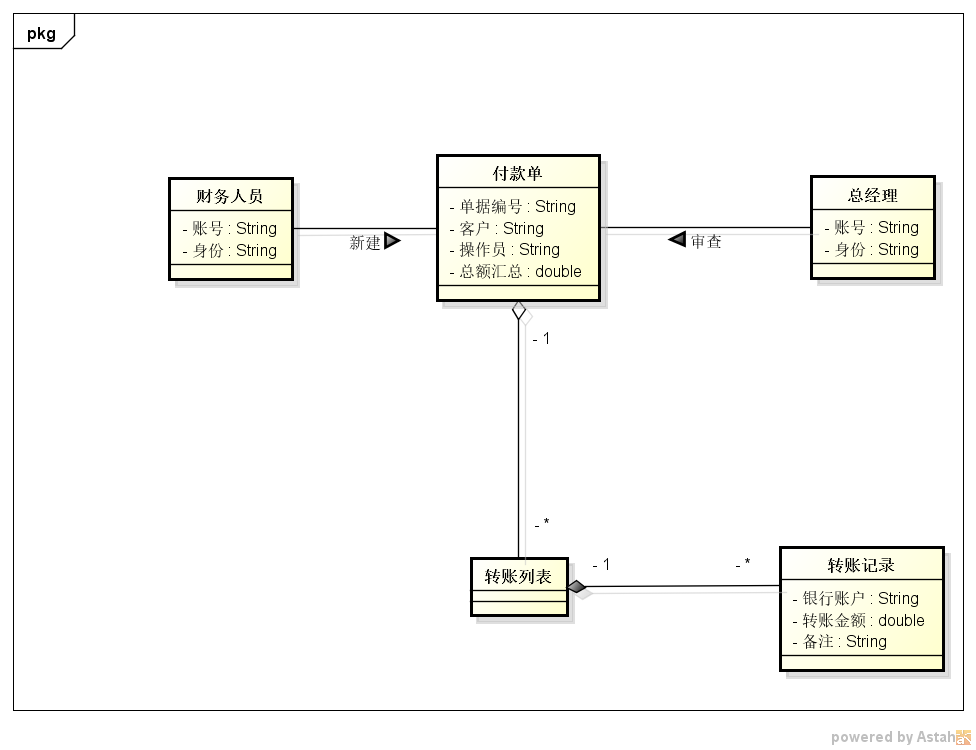 pkg
财务人员
- 账号 : String
- 身份 : String
新建
付款单
- 单据编号 : String
- 客户 : String
- 操作员 : String
- 总额汇总 : double
审查
总经理
- 账号 : String
- 身份 : String
- 1
- *
转账列表
- 1
- *
转账记录
- 银行账户 : String
- 转账金额 : double
- 备注 : String
powered by Astah